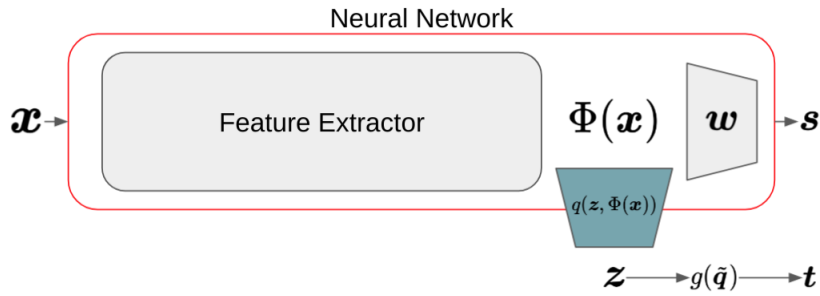 Neural Network
x Feature Extractor Φ(x) w s
q(z, Φ(x))
z g(q̃) t